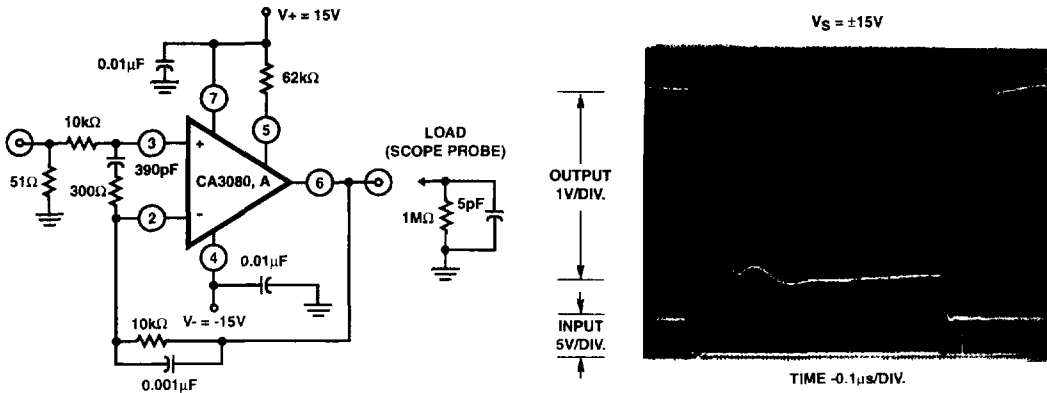 V+ = 15V
0.01µF
62kΩ
7
5
10kΩ
3
+
390pF
51Ω
300Ω
CA3080, A
6
2
-
4
0.01µF
V- = -15V
10kΩ
0.001µF
LOAD
(SCOPE PROBE)
1MΩ
5pF
VS = ±15V
OUTPUT
1V/DIV.
INPUT
5V/DIV.
TIME -0.1µs/DIV.